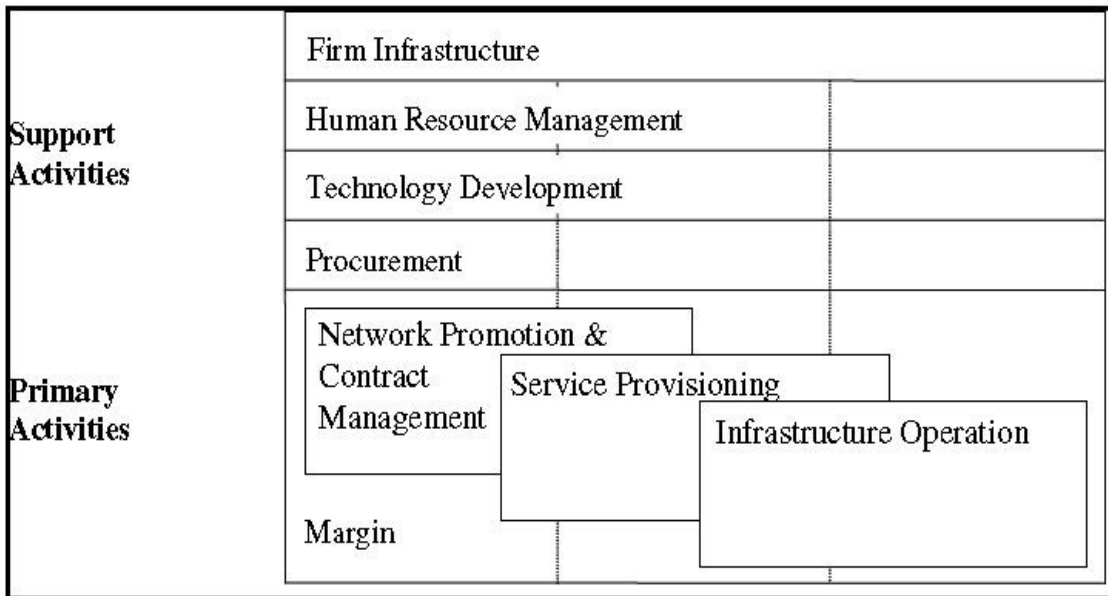 Firm Infrastructure
Support
Activities
Human Resource Management
Technology Development
Procurement
Primary
Activities
Network Promotion &
Contract
Management
Service Provisioning
Infrastructure Operation
Margin